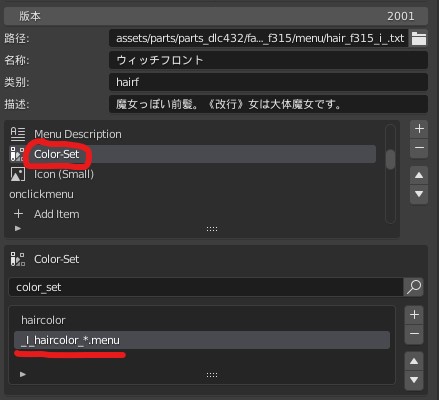 版本 2001
路径: assets/parts/parts_dlc432/fa..._f315/menu/hair_f315_i_.txt
名称: ウィッチフロント
类别: hairf
描述: 魔女っぽい前髪。《改行》女は大体魔女です。
Menu Description
Color-Set
Icon (Small)
onclickmenu
Add Item
Color-Set
color_set
haircolor
_I_haircolor_*.menu